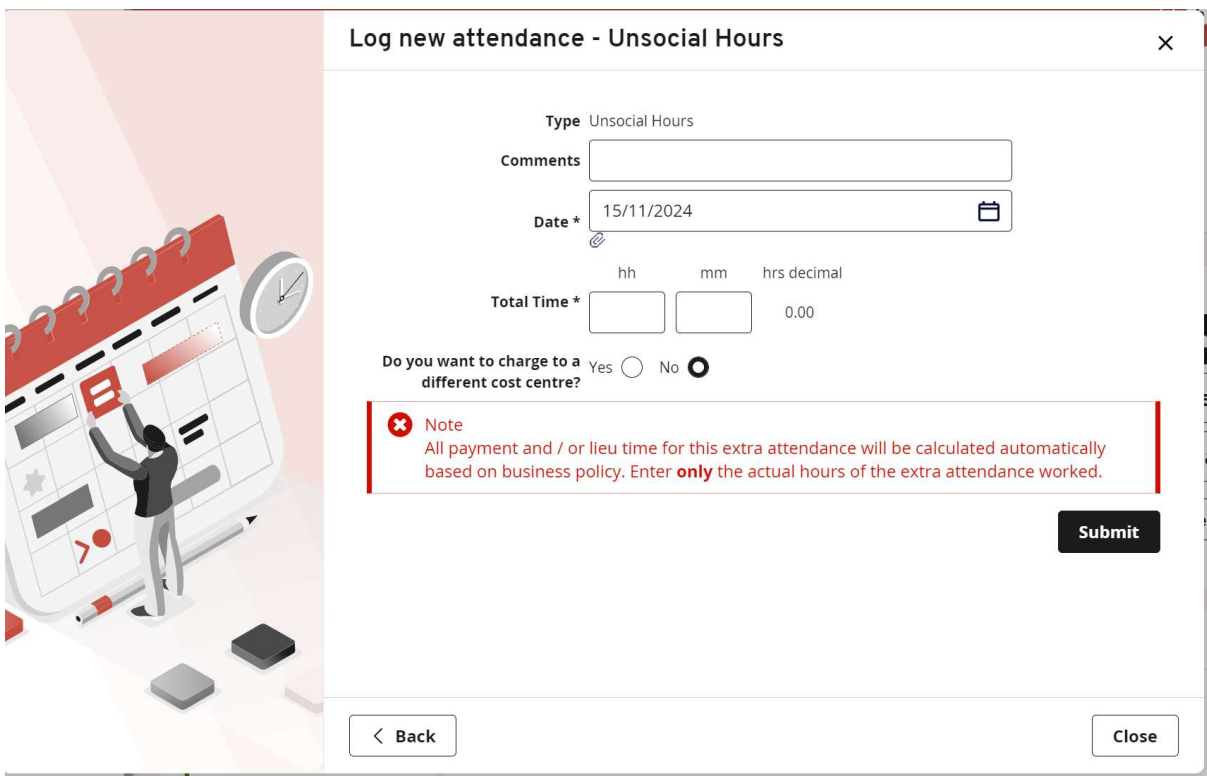 Log new attendance - Unsocial Hours
Type Unsocial Hours
Comments
Date * 15/11/2024
hh mm hrs decimal
Total Time * 0.00
Do you want to charge to a
different cost centre? Yes No
Note
All payment and / or lieu time for this extra attendance will be calculated automatically
based on business policy. Enter only the actual hours of the extra attendance worked.
Submit
Back
Close